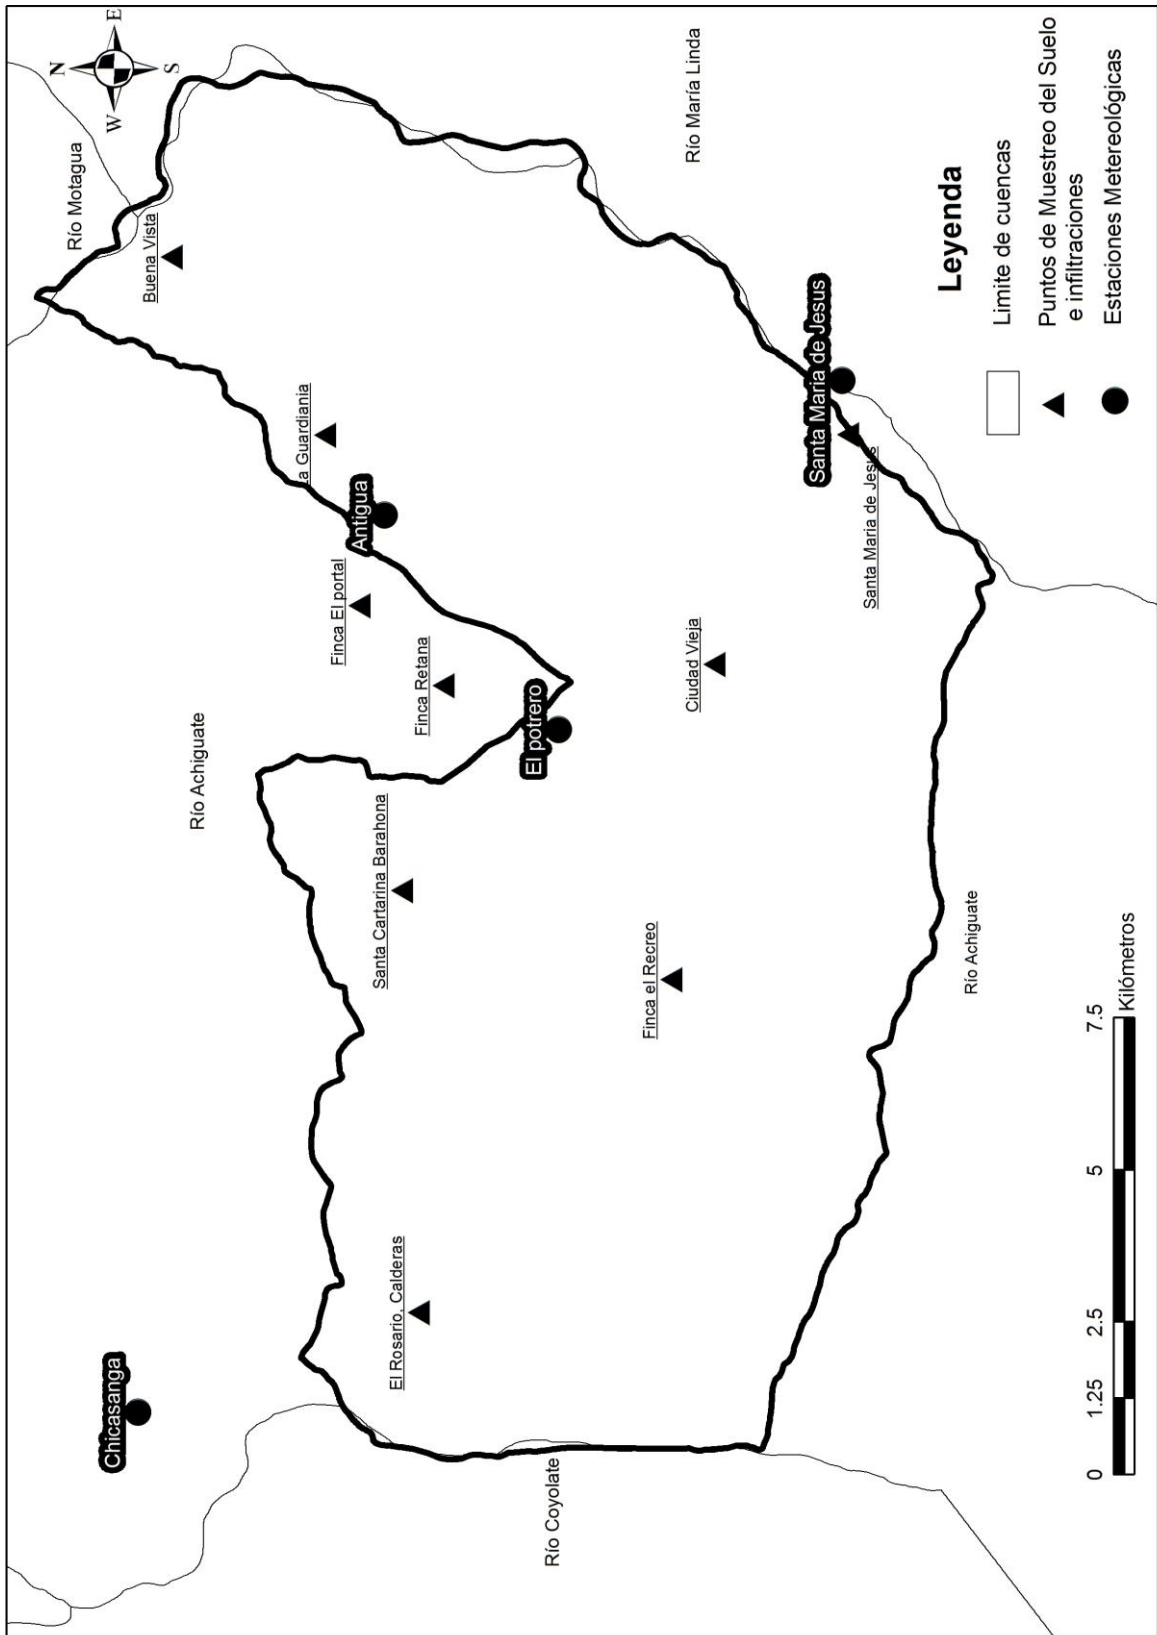 N
Río Motagua
Chicasanga
W
E
Buena Vista
S
Río Achiguate
a Guardiania
Finca El portal
Antigua
Santa Cartarina Barahona
El Rosario, Calderas
Finca Retana
El potrero
Río Coyolate
Finca el Recreo
Ciudad Vieja
Río María Linda
Santa Maria de Jesus
Santa Maria de Jesus
Río Achiguate
Leyenda
Limite de cuencas
Puntos de Muestreo del Suelo
e infiltraciones
Estaciones Metereológicas
0 1.25 2.5 5 7.5
Kilómetros